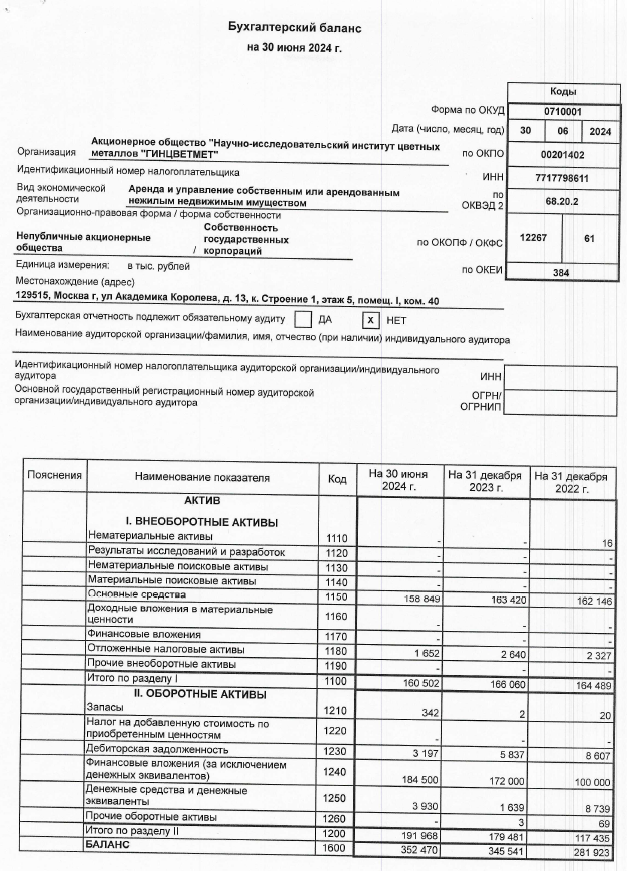 Бухгалтерский баланс
на 30 июня 2024 г.
Коды
Форма по ОКУД 0710001
Дата (число, месяц, год) 30 06 2024
Организация Акционерное общество "Научно-исследовательский институт цветных
металлов "ГИНЦВЕТМЕТ" по ОКПО 00201402
Идентификационный номер налогоплательщика ИНН 7717798611
Вид экономической
деятельности Аренда и управление собственным или арендованным
нежилым недвижимым имуществом по
ОКВЭД 2 68.20.2
Организационно-правовая форма / форма собственности
Непубличные акционерные
общества / Собственность
государственных
корпораций по ОКОПФ / ОКФС 12267 61
Единица измерения: в тыс. рублей по ОКЕИ 384
Местонахождение (адрес)
129515, Москва г, ул Академика Королева, д. 13, к. Строение 1, этаж 5, помещ. I, ком. 40
Бухгалтерская отчетность подлежит обязательному аудиту ДА X НЕТ
Наименование аудиторской организации/фамилия, имя, отчество (при наличии) индивидуального аудитора
Идентификационный номер налогоплательщика аудиторской организации/индивидуального
аудитора ИНН
Основной государственный регистрационный номер аудиторской
организации/индивидуального аудитора ОГРН/
ОГРНИП
Пояснения Наименование показателя Код На 30 июня
2024 г. На 31 декабря
2023 г. На 31 декабря
2022 г.
АКТИВ
I. ВНЕОБОРОТНЫЕ АКТИВЫ
Нематериальные активы 1110 - - 16
Результаты исследований и разработок 1120 - - -
Нематериальные поисковые активы 1130 - - -
Материальные поисковые активы 1140 - - -
Основные средства 1150 158 849 163 420 162 146
Доходные вложения в материальные
ценности 1160 - - -
Финансовые вложения 1170 - - -
Отложенные налоговые активы 1180 1 652 2 640 2 327
Прочие внеоборотные активы 1190 - - -
Итого по разделу I 1100 160 502 166 060 164 489
II. ОБОРОТНЫЕ АКТИВЫ
Запасы 1210 342 2 20
Налог на добавленную стоимость по
приобретенным ценностям 1220 - - -
Дебиторская задолженность 1230 3 197 5 837 8 607
Финансовые вложения (за исключением
денежных эквивалентов) 1240 184 500 172 000 100 000
Денежные средства и денежные
эквиваленты 1250 3 930 1 639 8 739
Прочие оборотные активы 1260 - 3 69
Итого по разделу II 1200 191 968 179 481 117 435
БАЛАНС 1600 352 470 345 541 281 923